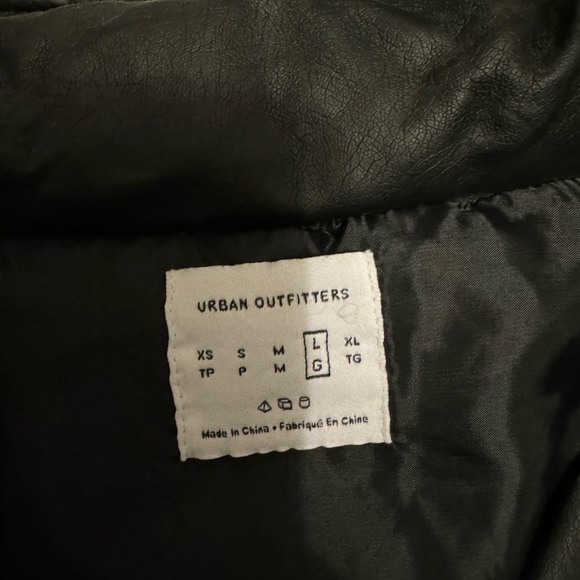 URBAN OUTFITTERS
XS S M L XL
TP P M G TG
Made In China • Fabriqué En Chine